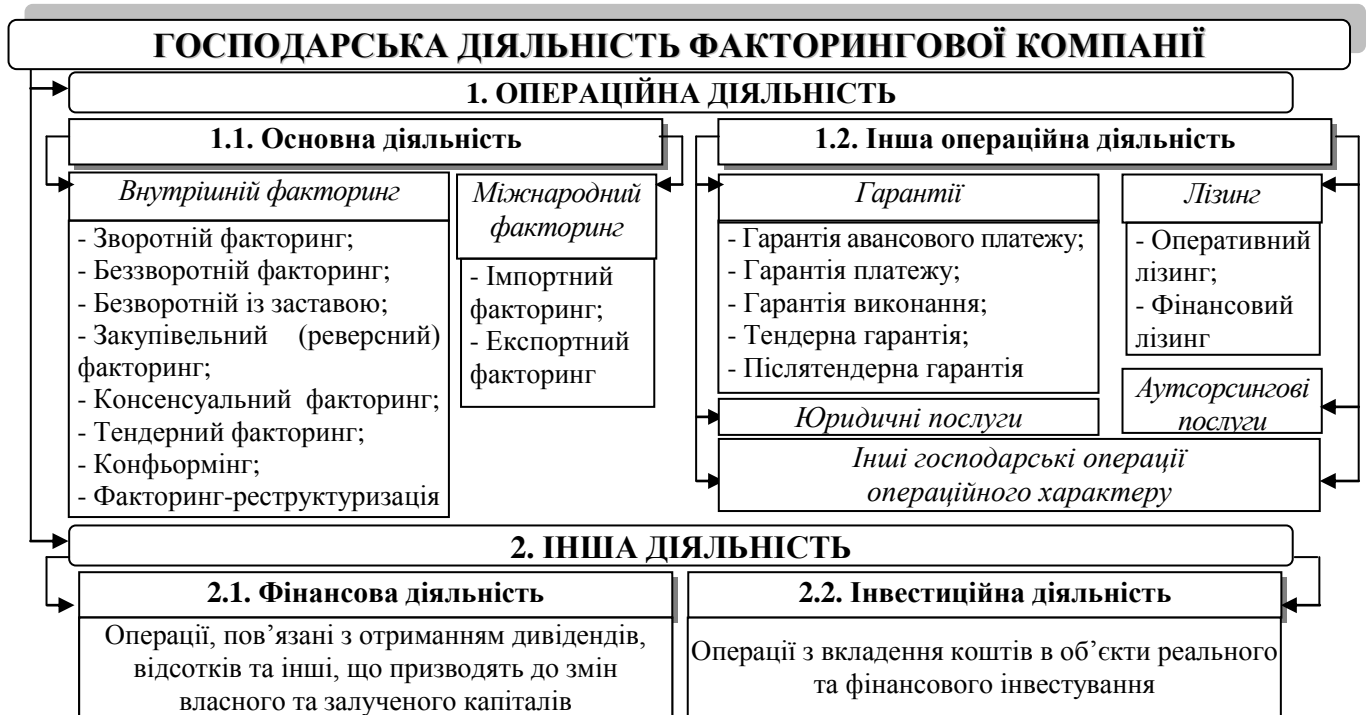 ГОСПОДАРСЬКА ДІЯЛЬНІСТЬ ФАКТОРИНГОВОЇ КОМПАНІЇ
1. ОПЕРАЦІЙНА ДІЯЛЬНІСТЬ
1.1. Основна діяльність
Внутрішній факторинг
- Зворотній факторинг;
- Беззворотній факторинг;
- Безворотній із заставою;
- Закупівельний (реверсний)
факторинг;
- Консенсуальний факторинг;
- Тендерний факторинг;
- Конфьормінг;
- Факторинг-реструктуризація
Міжнародний
факторинг
- Імпортний
факторинг;
- Експортний
факторинг
1.2. Інша операційна діяльність
Гарантії
- Гарантія авансового платежу;
- Гарантія платежу;
- Гарантія виконання;
- Тендерна гарантія;
- Післятендерна гарантія
Лізинг
- Оперативний
лізинг;
- Фінансовий
лізинг
Юридичні послуги
Аутсорсингові
послуги
Інші господарські операції
операційного характеру
2. ІНША ДІЯЛЬНІСТЬ
2.1. Фінансова діяльність
Операції, пов’язані з отриманням дивідендів,
відсотків та інші, що призводять до змін
власного та залученого капіталів
2.2. Інвестиційна діяльність
Операції з вкладення коштів в об’єкти реального
та фінансового інвестування